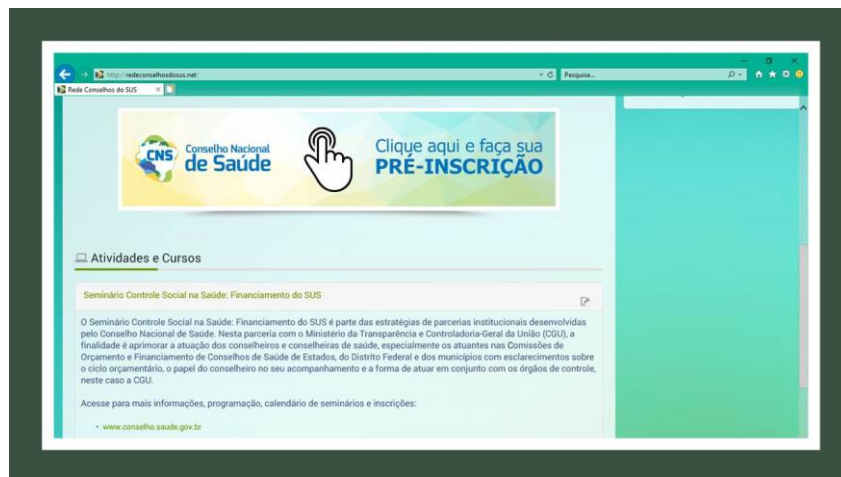 http://redeconselhosdosus.net/
Pesquisa...
Rede Conselhos do SUS
CNS
Conselho Nacional
de Saúde
Clique aqui e faça sua
PRÉ-INSCRIÇÃO
Atividades e Cursos
Seminário Controle Social na Saúde: Financiamento do SUS
O Seminário Controle Social na Saúde: Financiamento do SUS é parte das estratégias de parcerias institucionais desenvolvidas
pelo Conselho Nacional de Saúde. Nesta parceria com o Ministério da Transparência e Controladoria-Geral da União (CGU), a
finalidade é aprimorar a atuação dos conselheiros e conselheiras de saúde, especialmente os atuantes nas Comissões de
Orçamento e Financiamento de Conselhos de Saúde de Estados, do Distrito Federal e dos municípios com esclarecimentos sobre
o ciclo orçamentário, o papel do conselheiro no seu acompanhamento e a forma de atuar em conjunto com os órgãos de controle,
neste caso a CGU.
Acesse para mais informações, programação, calendário de seminários e inscrições:
• www.conselho.saude.gov.br